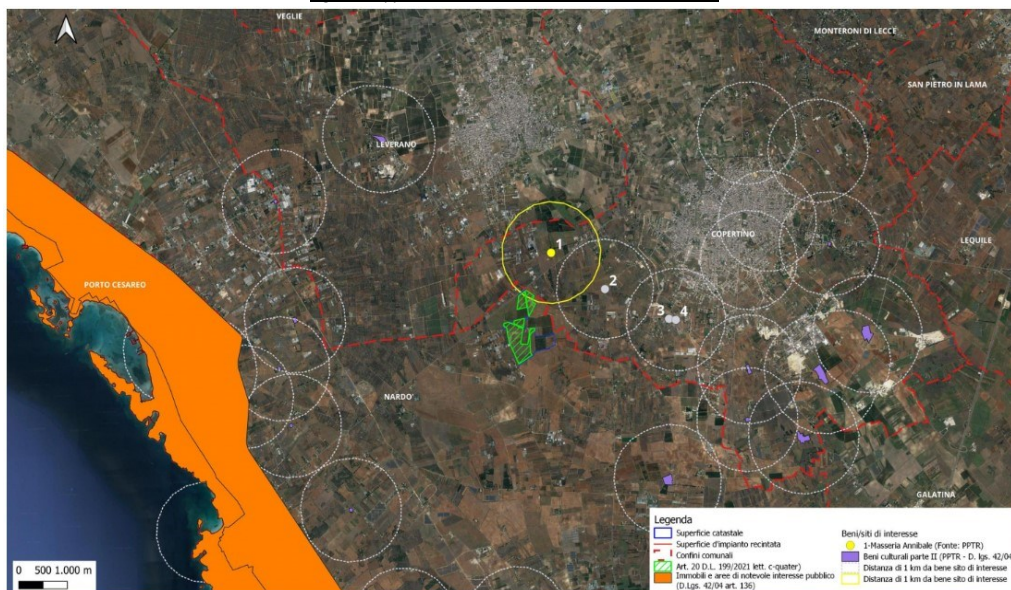 VEGLIE
MONTERONI DI LECCE
SAN PIETRO IN LAMA
LEVERANO
COPERTINO
LEQUILE
1
2
3 4
PORTO CESAREO
NARDO'
GALATINA
0 500 1.000 m
Legenda
Superficie catastale
Superficie d'impianto recintata
Confini comunali
Art. 20 D.L. 199/2021 lett. c-quater)
Immobili e aree di notevole interesse pubblico
(D.Lgs. 42/04 art. 136)
Beni/siti di interesse
1-Masseria Annibale (Fonte: PPTR)
Beni culturali parte II (PPTR - D. lgs. 42/04
Distanza di 1 km da bene sito di interesse
Distanza di 1 km da bene sito di interesse